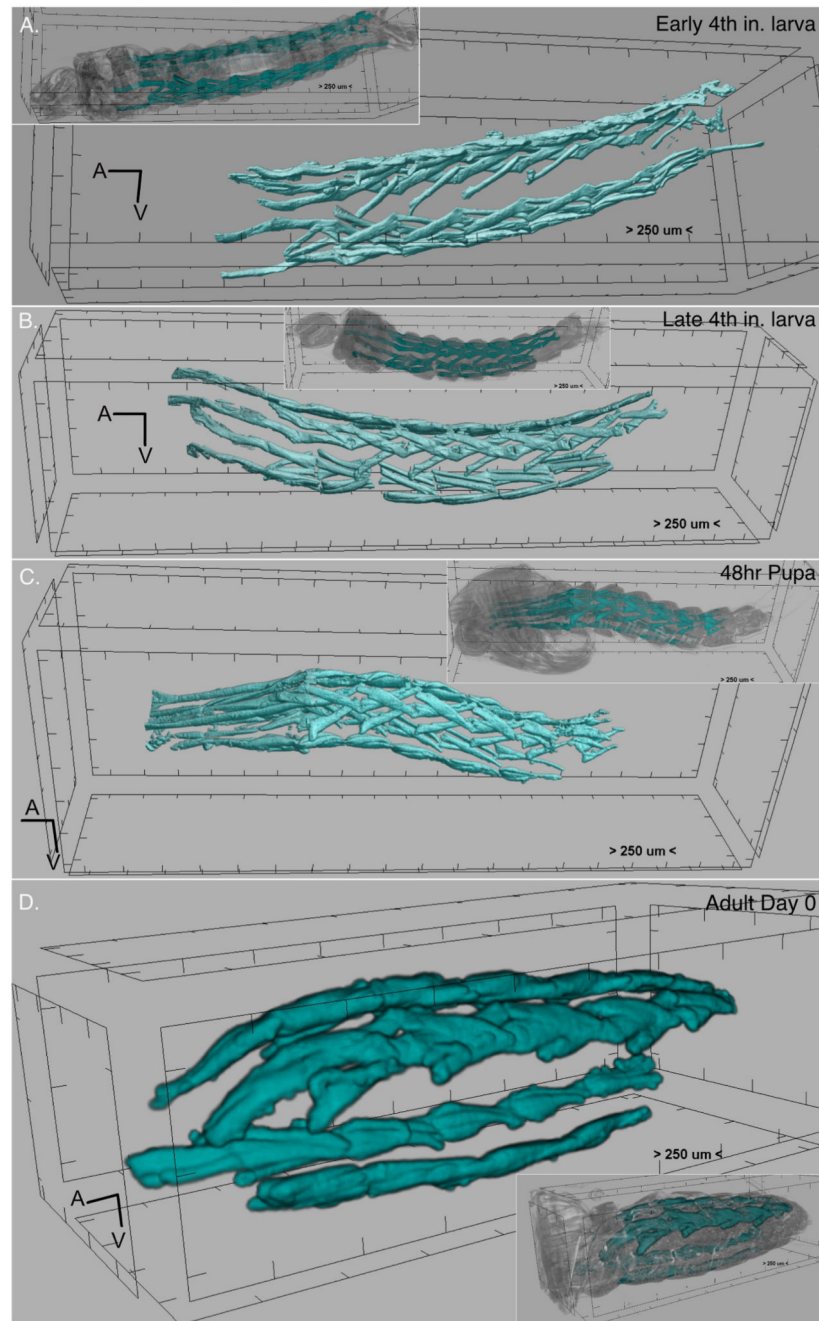 A.
Early 4th in. larva
> 250 um <
A
V
> 250 um <
B.
Late 4th in. larva
> 250 um <
A
V
> 250 um <
C.
48hr Pupa
> 250 um <
A
V
> 250 um <
D.
Adult Day 0
> 250 um <
A
V
> 250 um <